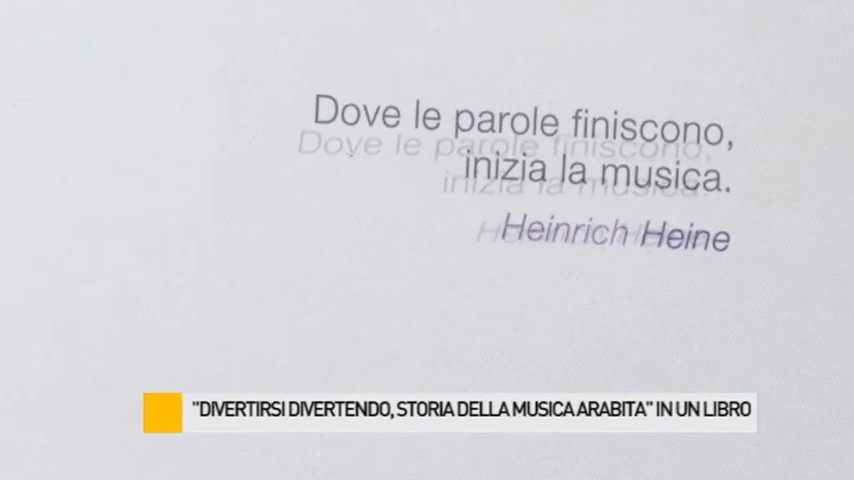 Dove le parole finiscono,
inizia la musica.
Heinrich Heine
"DIVERTIRSI DIVERTENDO, STORIA DELLA MUSICA ARABITA" IN UN LIBRO